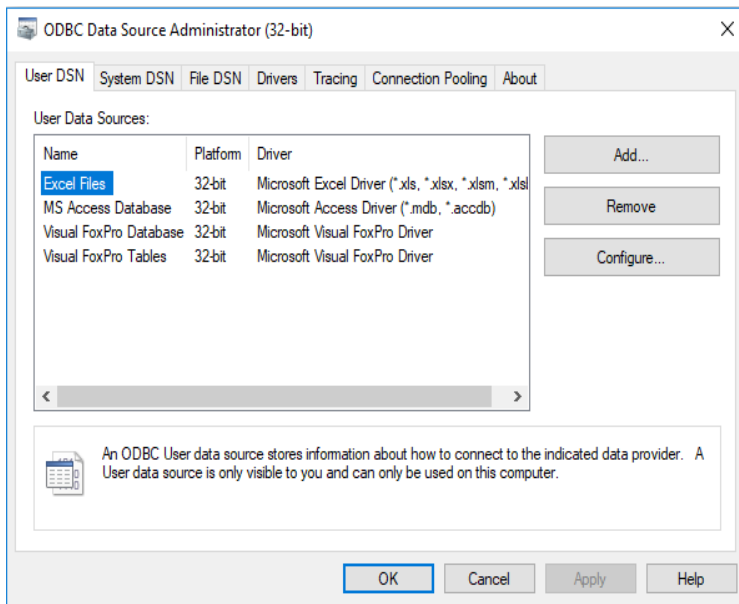 ODBC Data Source Administrator (32-bit)
User DSN System DSN File DSN Drivers Tracing Connection Pooling About
User Data Sources:
Name Platform Driver
Excel Files 32-bit Microsoft Excel Driver (*.xls, *.xlsx, *.xlsm, *.xlsl
MS Access Database 32-bit Microsoft Access Driver (*.mdb, *.accdb)
Visual FoxPro Database 32-bit Microsoft Visual FoxPro Driver
Visual FoxPro Tables 32-bit Microsoft Visual FoxPro Driver
Add...
Remove
Configure...
An ODBC User data source stores information about how to connect to the indicated data provider. A
User data source is only visible to you and can only be used on this computer.
OK Cancel Apply Help